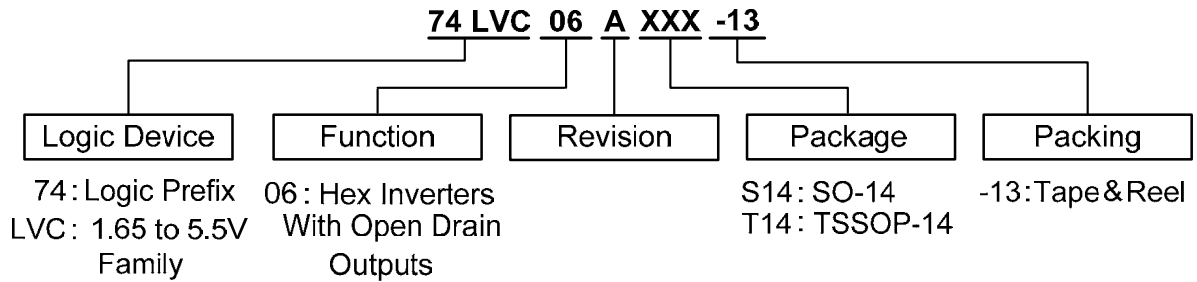 74 LVC 06 A XXX -13
Logic Device
Function
Revision
Package
Packing
74 : Logic Prefix
LVC : 1.65 to 5.5V
Family
06 : Hex Inverters
With Open Drain
Outputs
S14 : SO-14
T14 : TSSOP-14
-13 : Tape & Reel